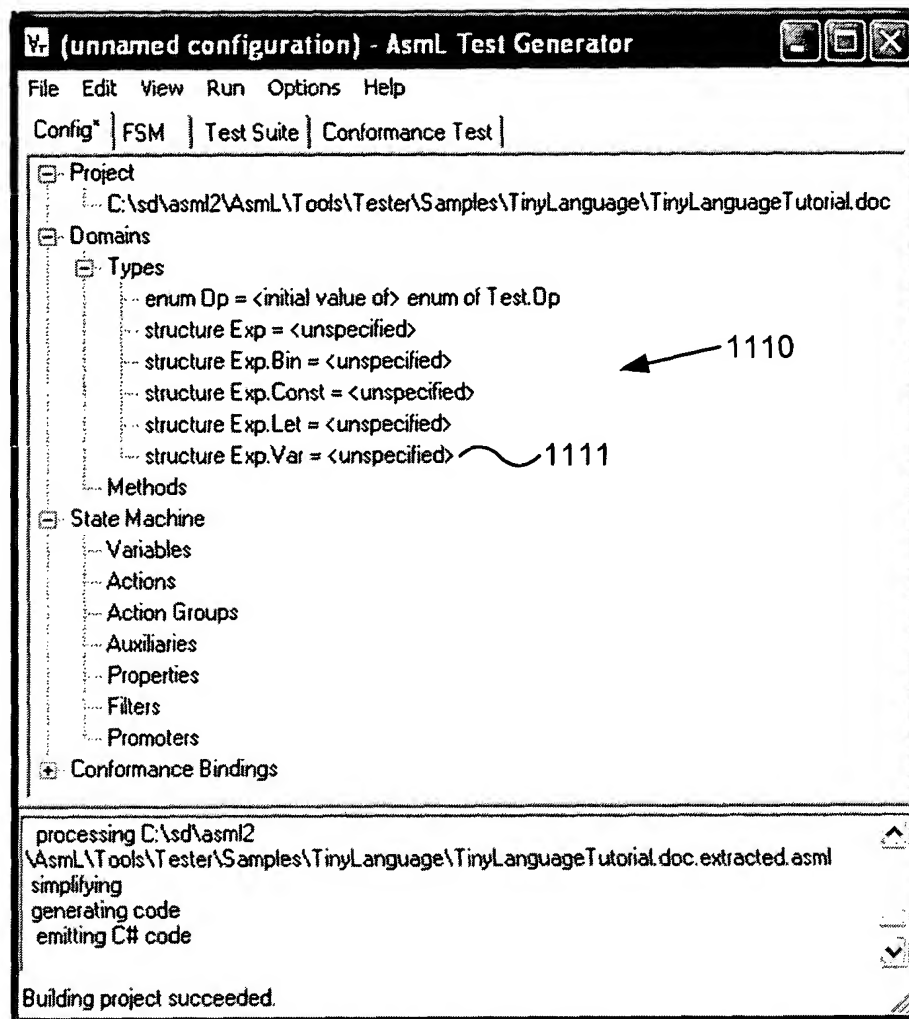 (unnamed configuration) - AsmL Test Generator
File Edit View Run Options Help
Config* FSM Test Suite Conformance Test
Project
C:\sd\asml2\AsmL\Tools\Tester\Samples\TinyLanguage\TinyLanguageTutorial.doc
Domains
Types
enum Op = <initial value of> enum of Test.Op
structure Exp = <unspecified>
1110
structure Exp.Bin = <unspecified>
structure Exp.Const = <unspecified>
structure Exp.Let = <unspecified>
structure Exp.Var = <unspecified> 1111
Methods
State Machine
Variables
Actions
Action Groups
Auxiliaries
Properties
Filters
Promoters
Conformance Bindings
processing C:\sd\asml2
\AsmL\Tools\Tester\Samples\TinyLanguage\TinyLanguageTutorial.doc.extracted.asml
simplifying
generating code
emitting C# code
Building project succeeded.